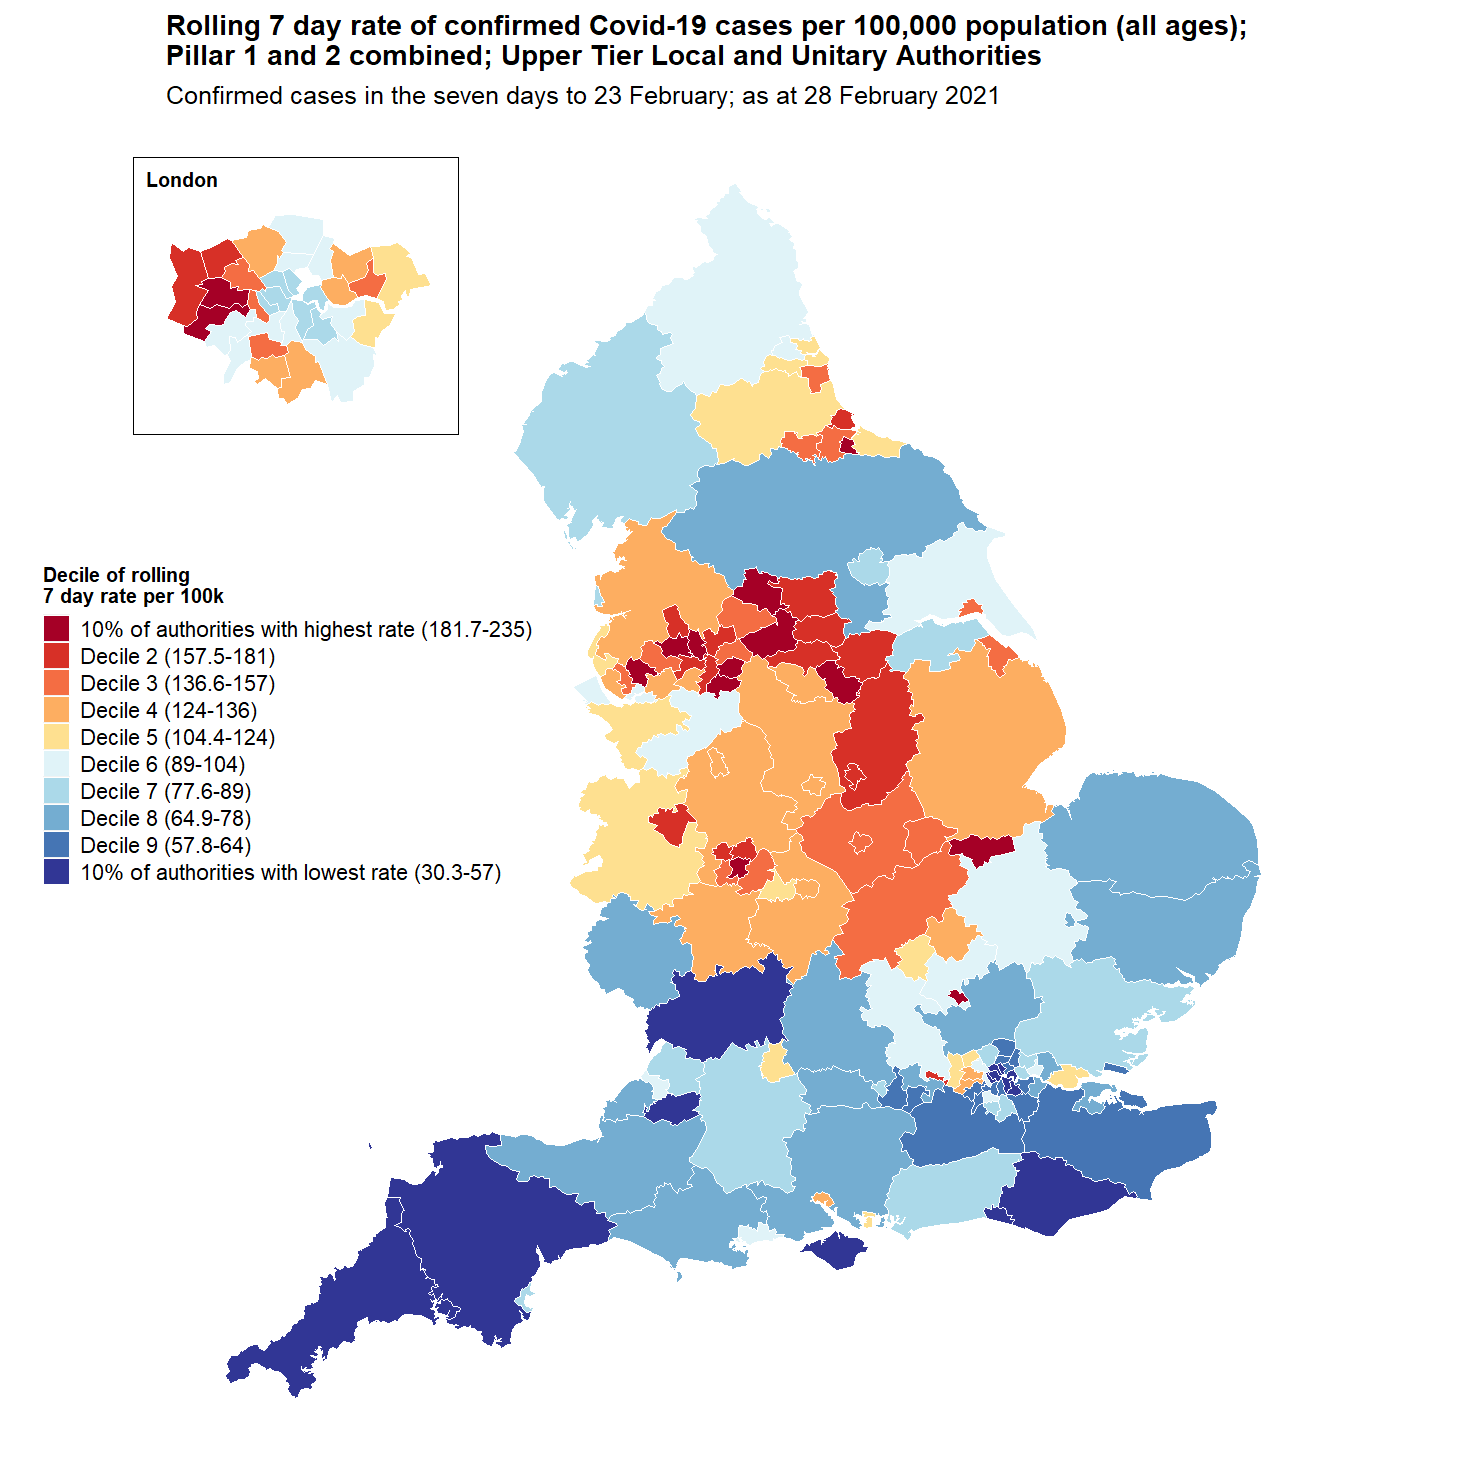 Rolling 7 day rate of confirmed Covid-19 cases per 100,000 population (all ages);
Pillar 1 and 2 combined; Upper Tier Local and Unitary Authorities
Confirmed cases in the seven days to 23 February; as at 28 February 2021
London
Decile of rolling
7 day rate per 100k
10% of authorities with highest rate (181.7-235)
Decile 2 (157.5-181)
Decile 3 (136.6-157)
Decile 4 (124-136)
Decile 5 (104.4-124)
Decile 6 (89-104)
Decile 7 (77.6-89)
Decile 8 (64.9-78)
Decile 9 (57.8-64)
10% of authorities with lowest rate (30.3-57)